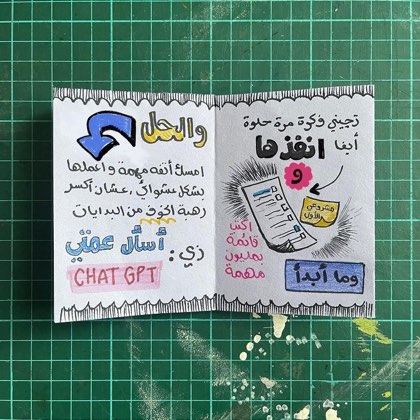 تجيني فكرة مرة حلوة
أبغا انفذها
و
مشروعي
الأول
اكتب
قائمة
بمليون
مهمة
وما أبدأ
والحل
امسك أتفه مهمة واعملها
بشكل عشوائي، عشان أكسر
رهبة الخوف من البدايات
زي: أسأل عمتي
CHAT GPT